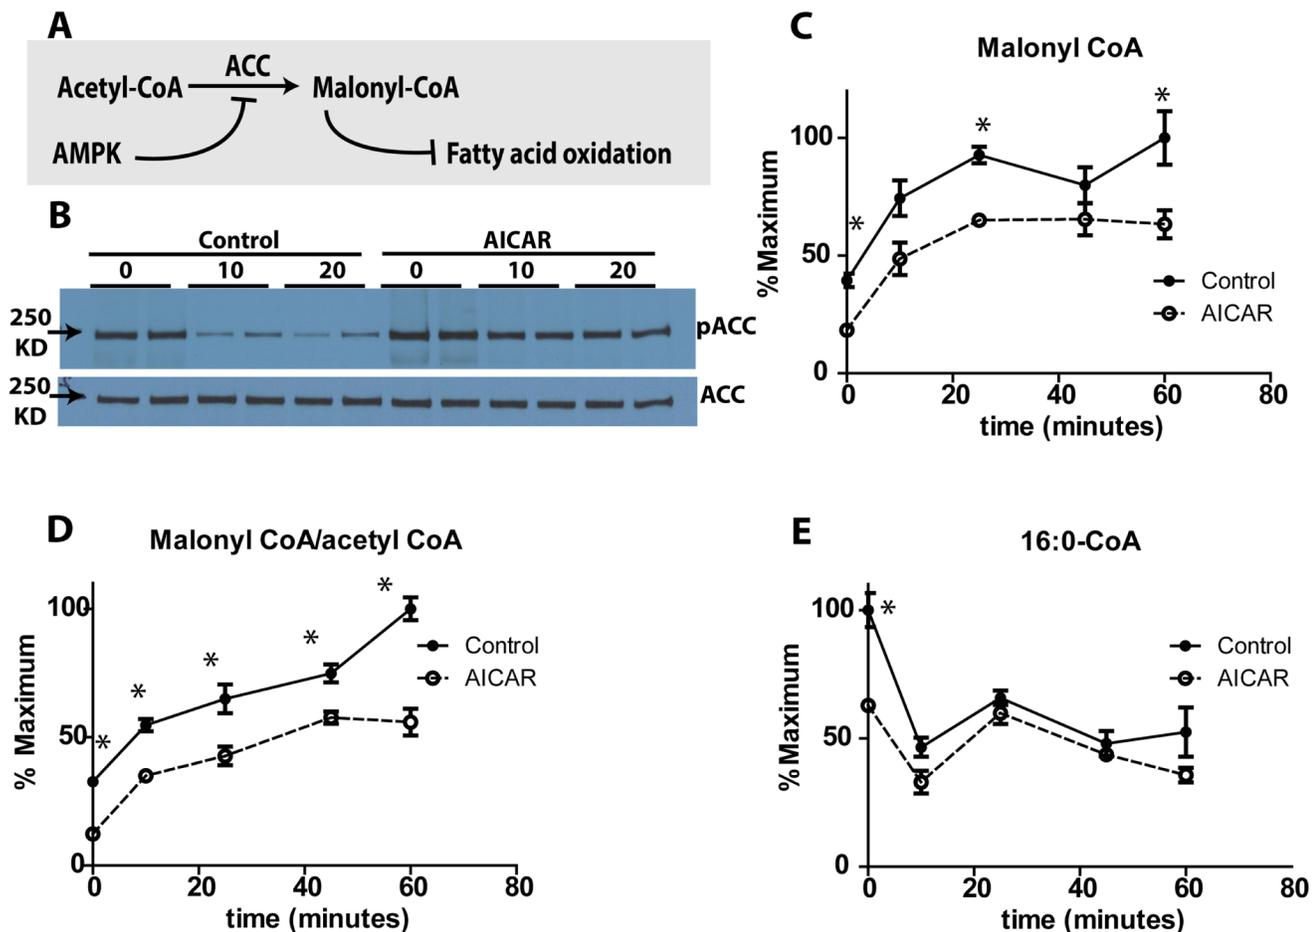 A
Acetyl-CoA ACC Malonyl-CoA
AMPK Fatty acid oxidation
B
Control AICAR
0 10 20 0 10 20
250 KD pACC
250 KD ACC
C
Malonyl CoA
% Maximum
100
50
0
*
*
*
Control
AICAR
0 20 40 60 80
time (minutes)
D
Malonyl CoA/acetyl CoA
% Maximum
100
50
0
*
*
*
*
*
Control
AICAR
0 20 40 60 80
time (minutes)
E
16:0-CoA
% Maximum
100
50
0
*
Control
AICAR
0 20 40 60 80
time (minutes)